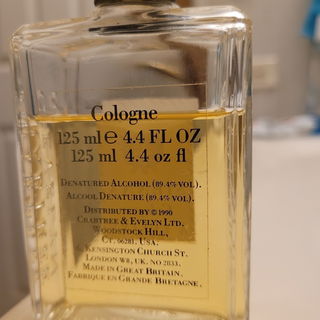 Cologne
125 ml e 4.4 FL OZ
125 ml 4.4 oz fl
DENATURED ALCOHOL (89.4% VOL).
ALCOOL DENATURE (89.4% VOL).
DISTRIBUTED BY © 1990
CRABTREE & EVELYN LTD.
WOODSTOCK HILL,
CT. 06281. USA.
KENSINGTON CHURCH ST.
LONDON W8, UK. NO 2853.
MADE IN GREAT BRITAIN.
FABRIQUE EN GRANDE BRETAGNE.